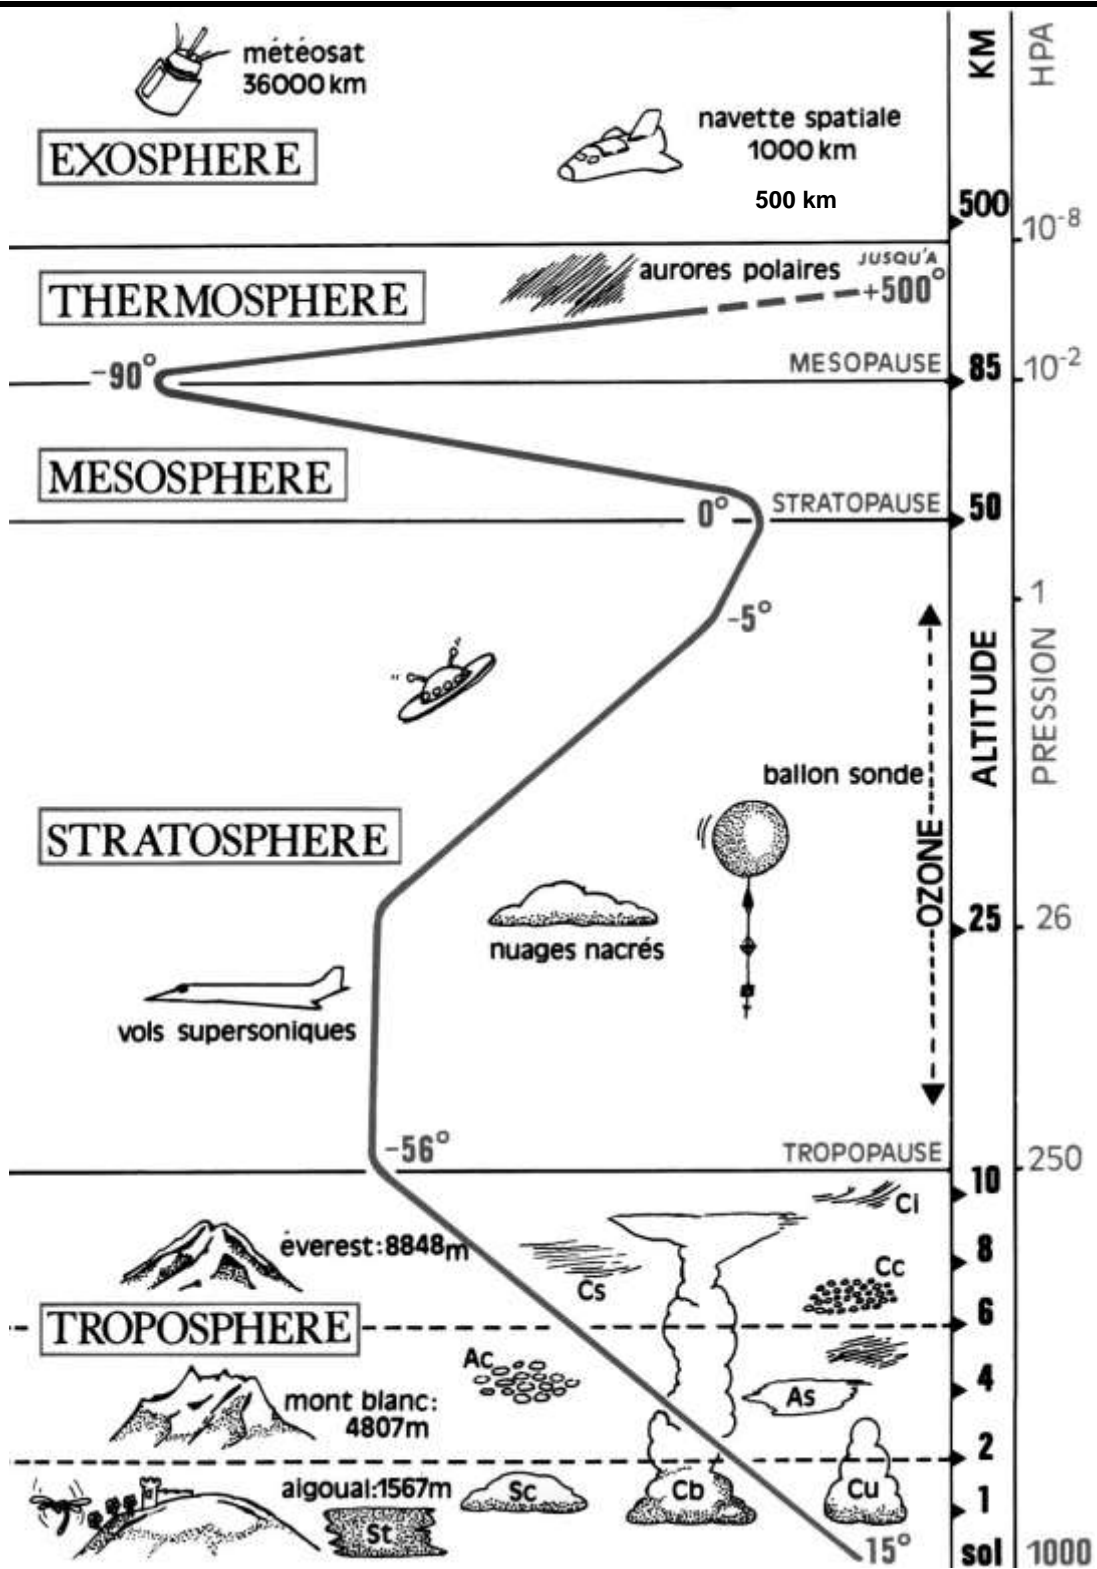 KM
HPA
météosat
36000 km
navette spatiale
1000 km
500 km
EXOSPHERE
500
10-8
aurores polaires
JUSQU'A
+500°
THERMOSPHERE
-90°
MESOPAUSE
85
10-2
MESOSPHERE
0°
STRATOPAUSE
50
-5°
1
ALTITUDE
PRESSION
ballon sonde
OZONE
STRATOSPHERE
25
26
nuages nacrés
vols supersoniques
-56°
TROPOPAUSE
250
10
Ci
éverest:8848m
8
Cs
Cc
6
TROPOSPHERE
Ac
4
mont blanc:
4807m
As
2
aigoual:1567m
Sc
Cb
Cu
1
St
15°
sol
1000